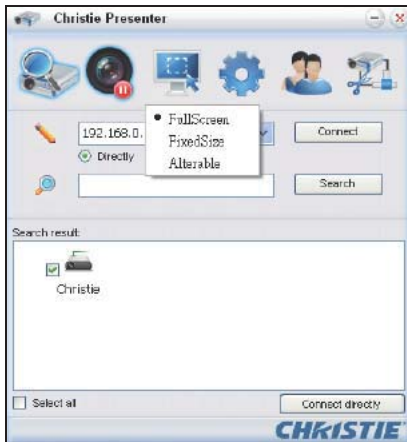 Christie Presenter
FullScreen
FixedSize
Alterable
192.168.0.
Connect
Directly
Search
Search result:
Christie
Select all
Connect directly
CHRISTIE